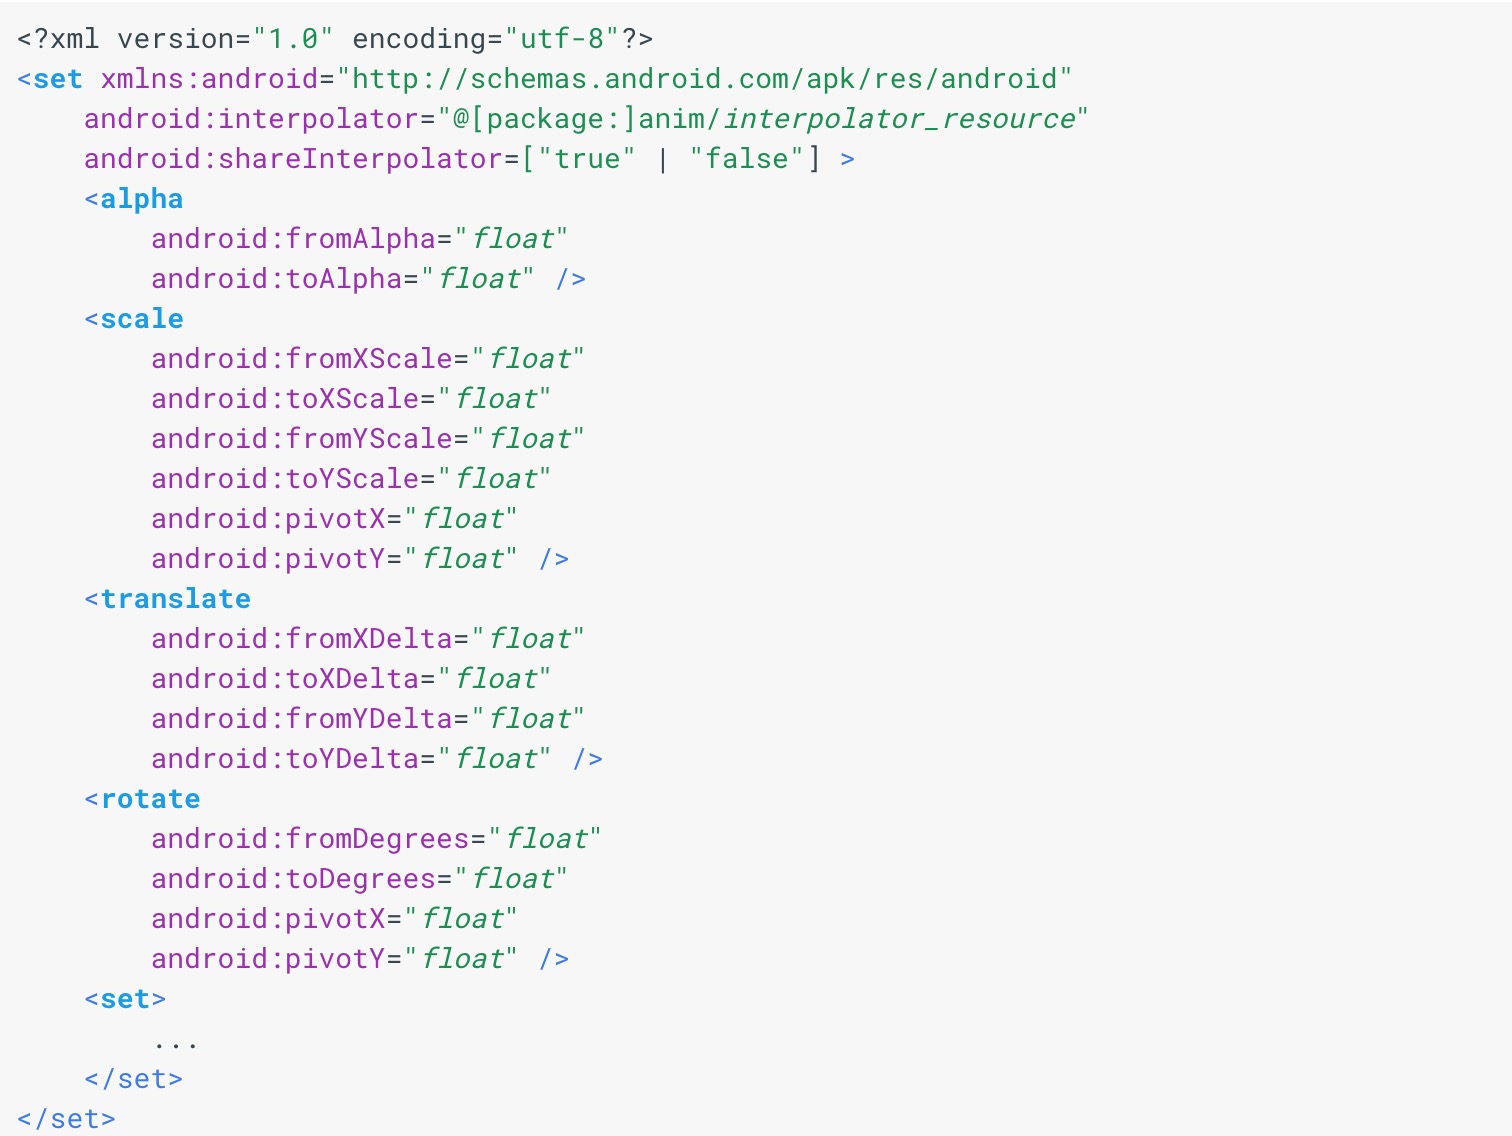 <?xml version="1.0" encoding="utf-8"?>
<set xmlns:android="http://schemas.android.com/apk/res/android"
    android:interpolator="@[package:]anim/interpolator_resource"
    android:shareInterpolator=["true" | "false"] >
    <alpha
        android:fromAlpha="float"
        android:toAlpha="float" />
    <scale
        android:fromXScale="float"
        android:toXScale="float"
        android:fromYScale="float"
        android:toYScale="float"
        android:pivotX="float"
        android:pivotY="float" />
    <translate
        android:fromXDelta="float"
        android:toXDelta="float"
        android:fromYDelta="float"
        android:toYDelta="float" />
    <rotate
        android:fromDegrees="float"
        android:toDegrees="float"
        android:pivotX="float"
        android:pivotY="float" />
    <set>
        ...
    </set>
</set>